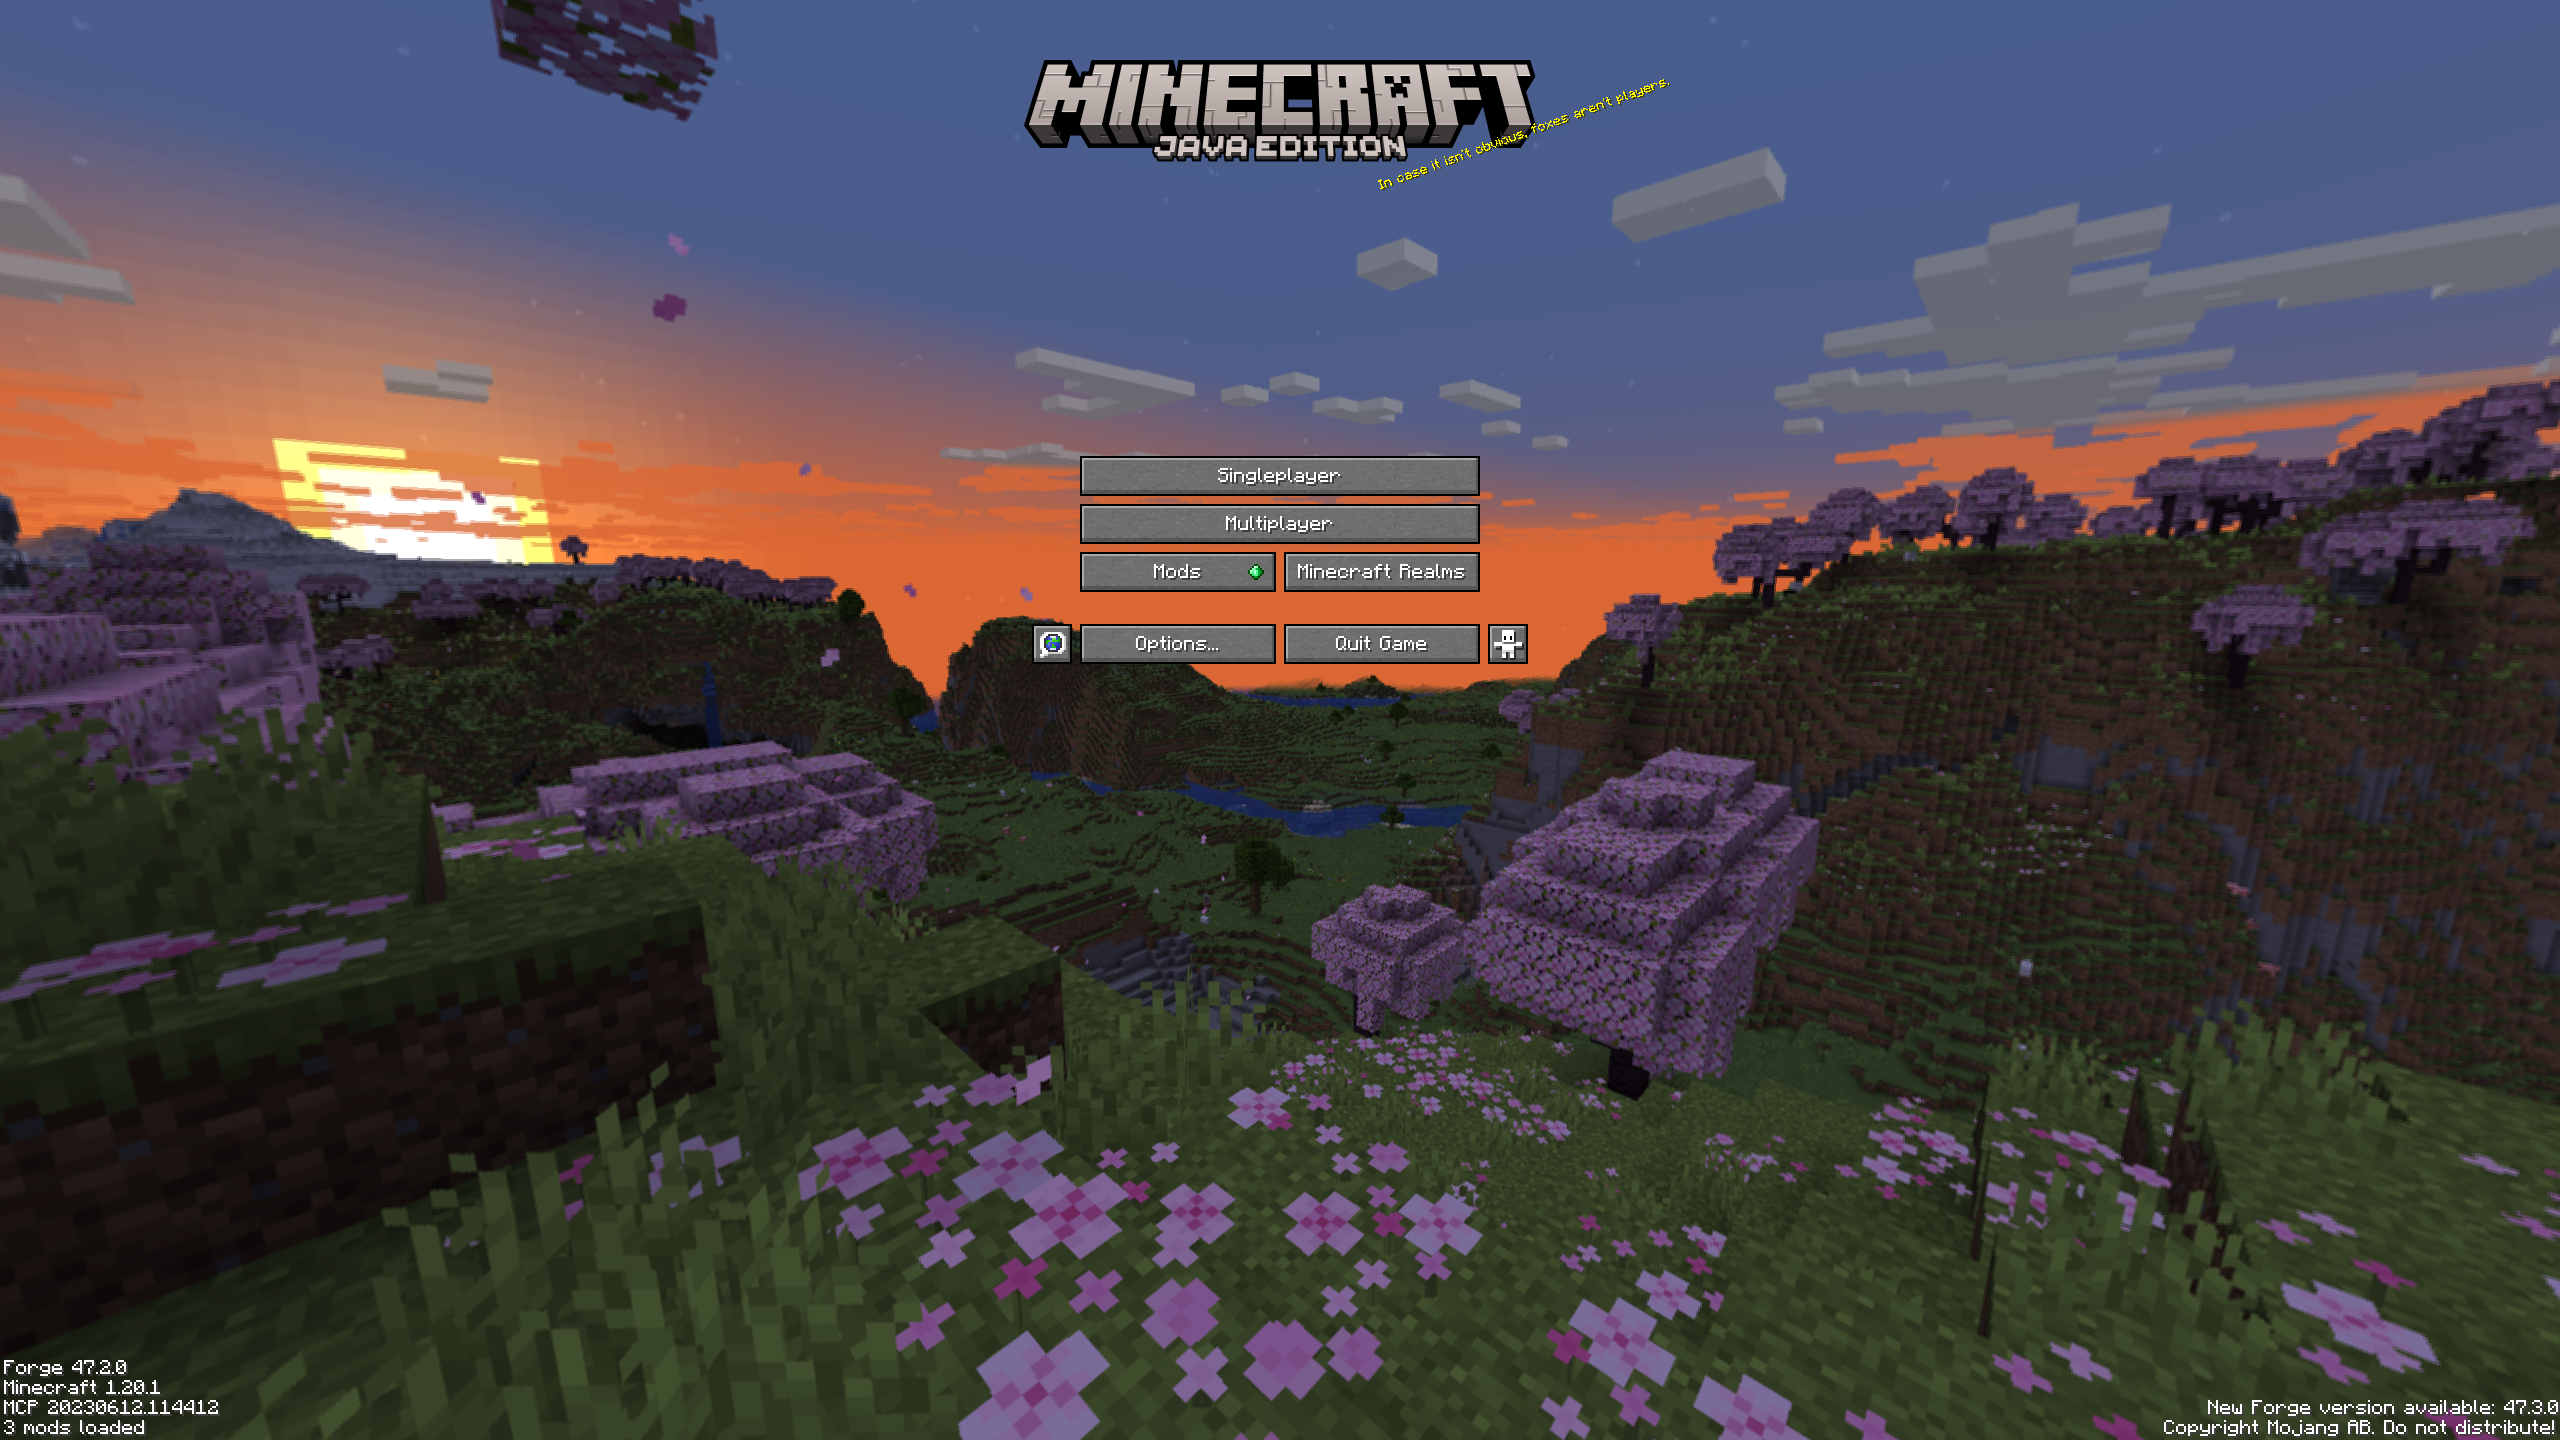 MINECRAFT
JAVA EDITION
In case it isn't obvious, foxes aren't players.
Singleplayer
Multiplayer
Mods
Minecraft Realms
Options...
Quit Game
Forge 47.2.0
Minecraft 1.20.1
MCP 20230612.114412
3 mods loaded
New Forge version available: 47.3.0
Copyright Mojang AB. Do not distribute!